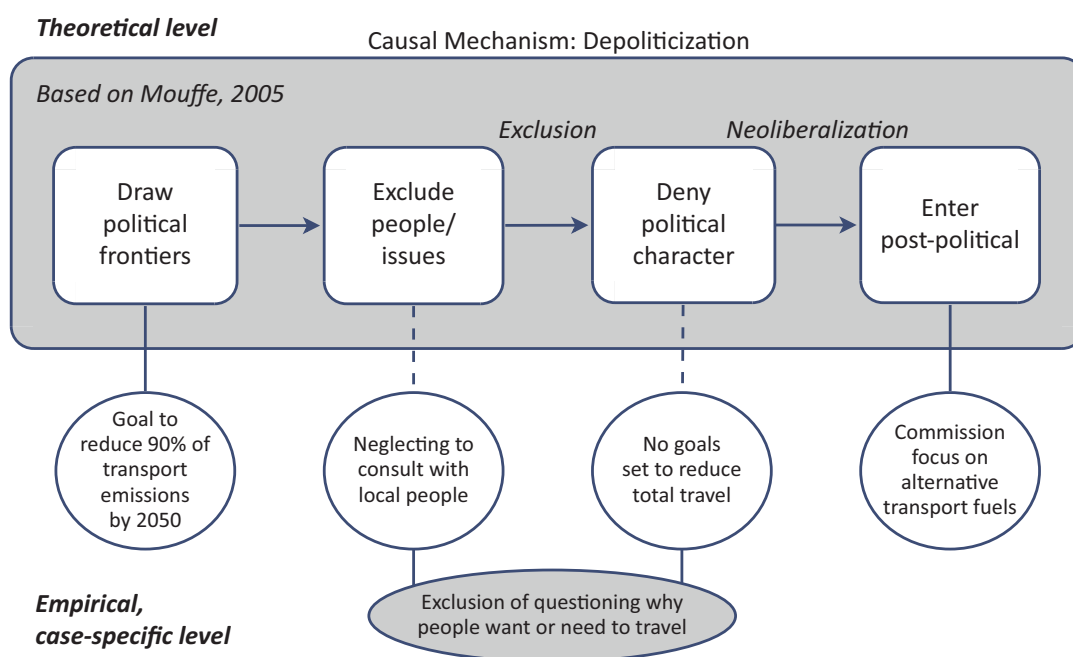 Theoretical level
Causal Mechanism: Depoliticization
Based on Mouffe, 2005
Exclusion
Neoliberalization
Draw
political
frontiers
Exclude
people/
issues
Deny
political
character
Enter
post-political
Goal to
reduce 90% of
transport
emissions
by 2050
Neglecting to
consult with
local people
No goals
set to reduce
total travel
Commission
focus on
alternative
transport fuels
Empirical,
case-specific level
Exclusion of questioning why
people want or need to travel